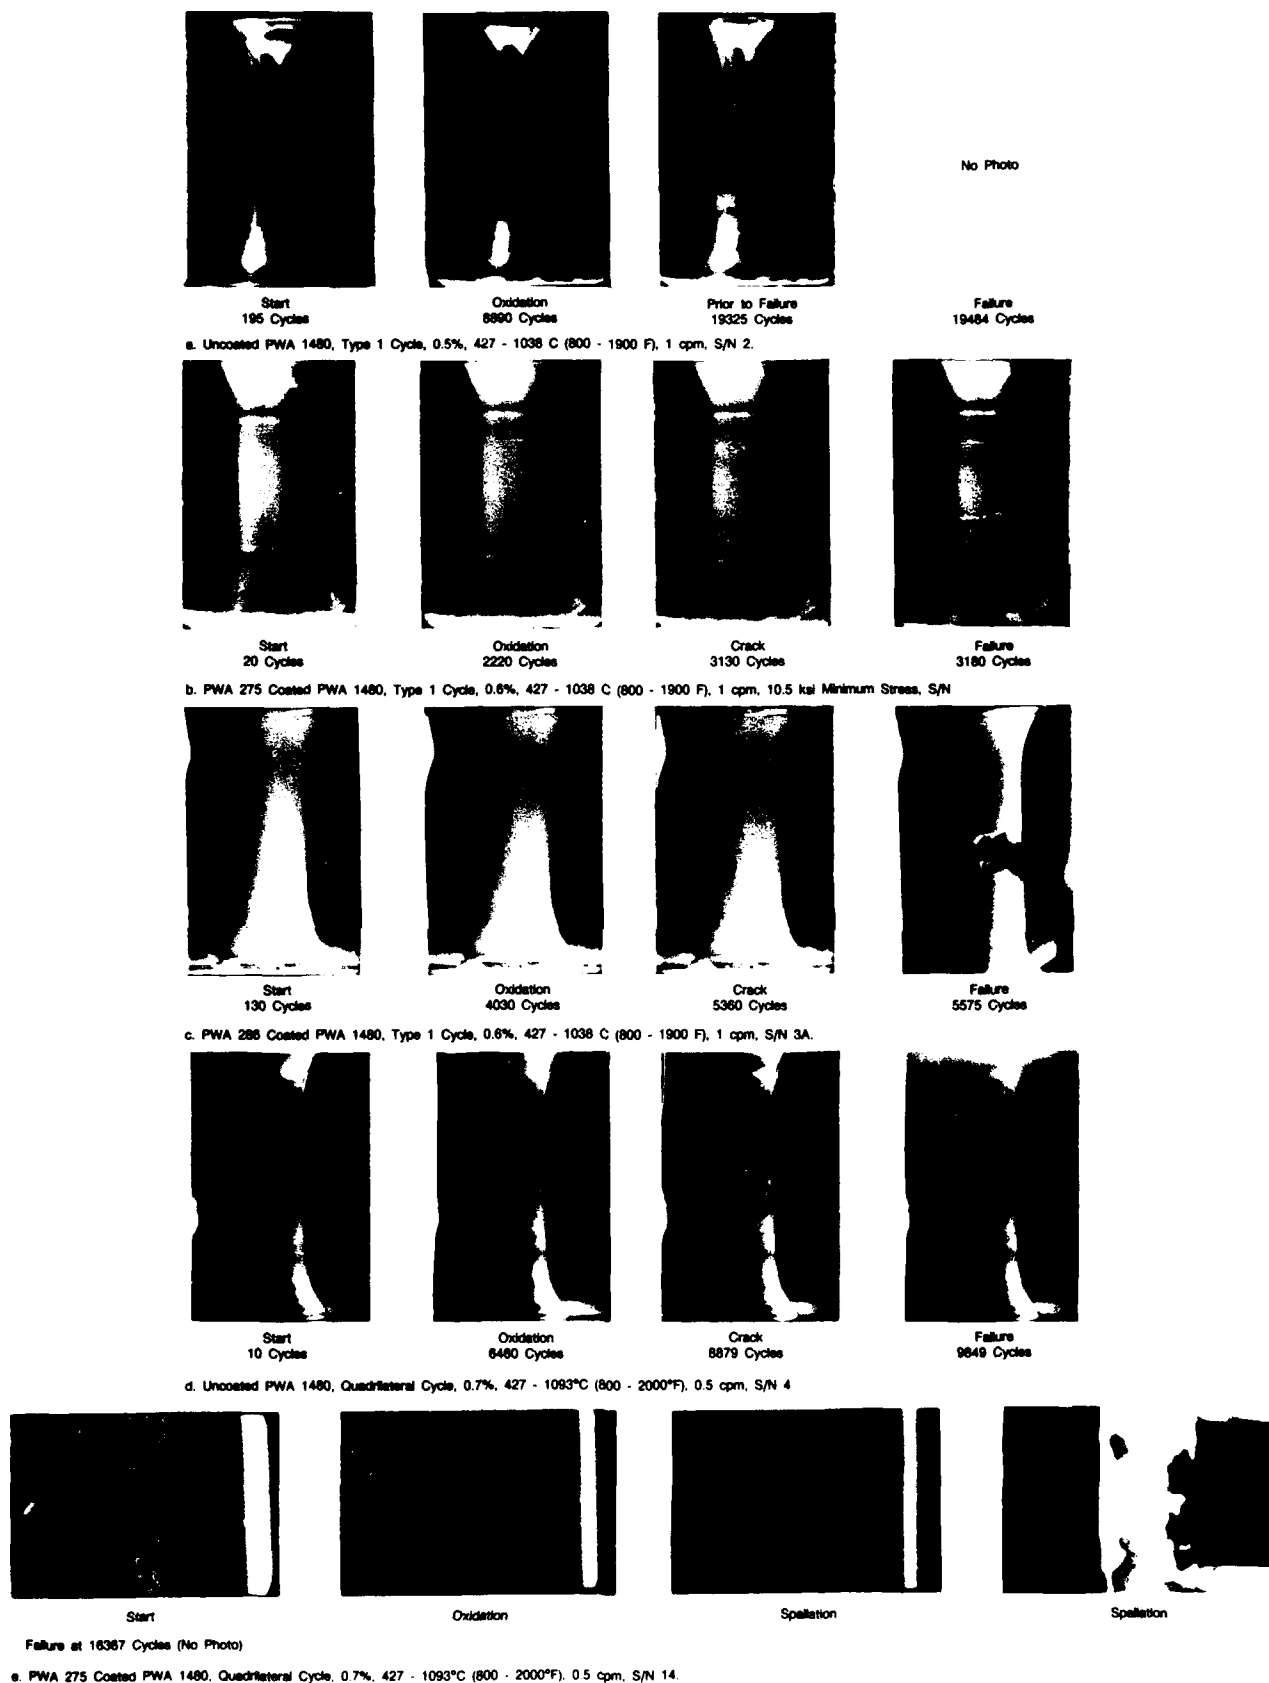 No Photo
Start
195 Cycles
Oxidation
8890 Cycles
Prior to Failure
19325 Cycles
Failure
19484 Cycles
a. Uncoated PWA 1480, Type 1 Cycle, 0.5%, 427 - 1038 C (800 - 1900 F), 1 cpm, S/N 2.
Start
20 Cycles
Oxidation
2220 Cycles
Crack
3130 Cycles
Failure
3180 Cycles
b. PWA 275 Coated PWA 1480, Type 1 Cycle, 0.6%, 427 - 1038 C (800 - 1900 F), 1 cpm, 10.5 ksi Minimum Stress, S/N
Start
130 Cycles
Oxidation
4030 Cycles
Crack
5360 Cycles
Failure
5575 Cycles
c. PWA 286 Coated PWA 1480, Type 1 Cycle, 0.6%, 427 - 1038 C (800 - 1900 F), 1 cpm, S/N 3A.
Start
10 Cycles
Oxidation
6460 Cycles
Crack
8879 Cycles
Failure
9849 Cycles
d. Uncoated PWA 1480, Quadrilateral Cycle, 0.7%, 427 - 1093°C (800 - 2000°F), 0.5 cpm, S/N 4
Start
Oxidation
Spallation
Spallation
Failure at 16367 Cycles (No Photo)
e. PWA 275 Coated PWA 1480, Quadrilateral Cycle, 0.7%, 427 - 1093°C (800 - 2000°F). 0.5 cpm, S/N 14.